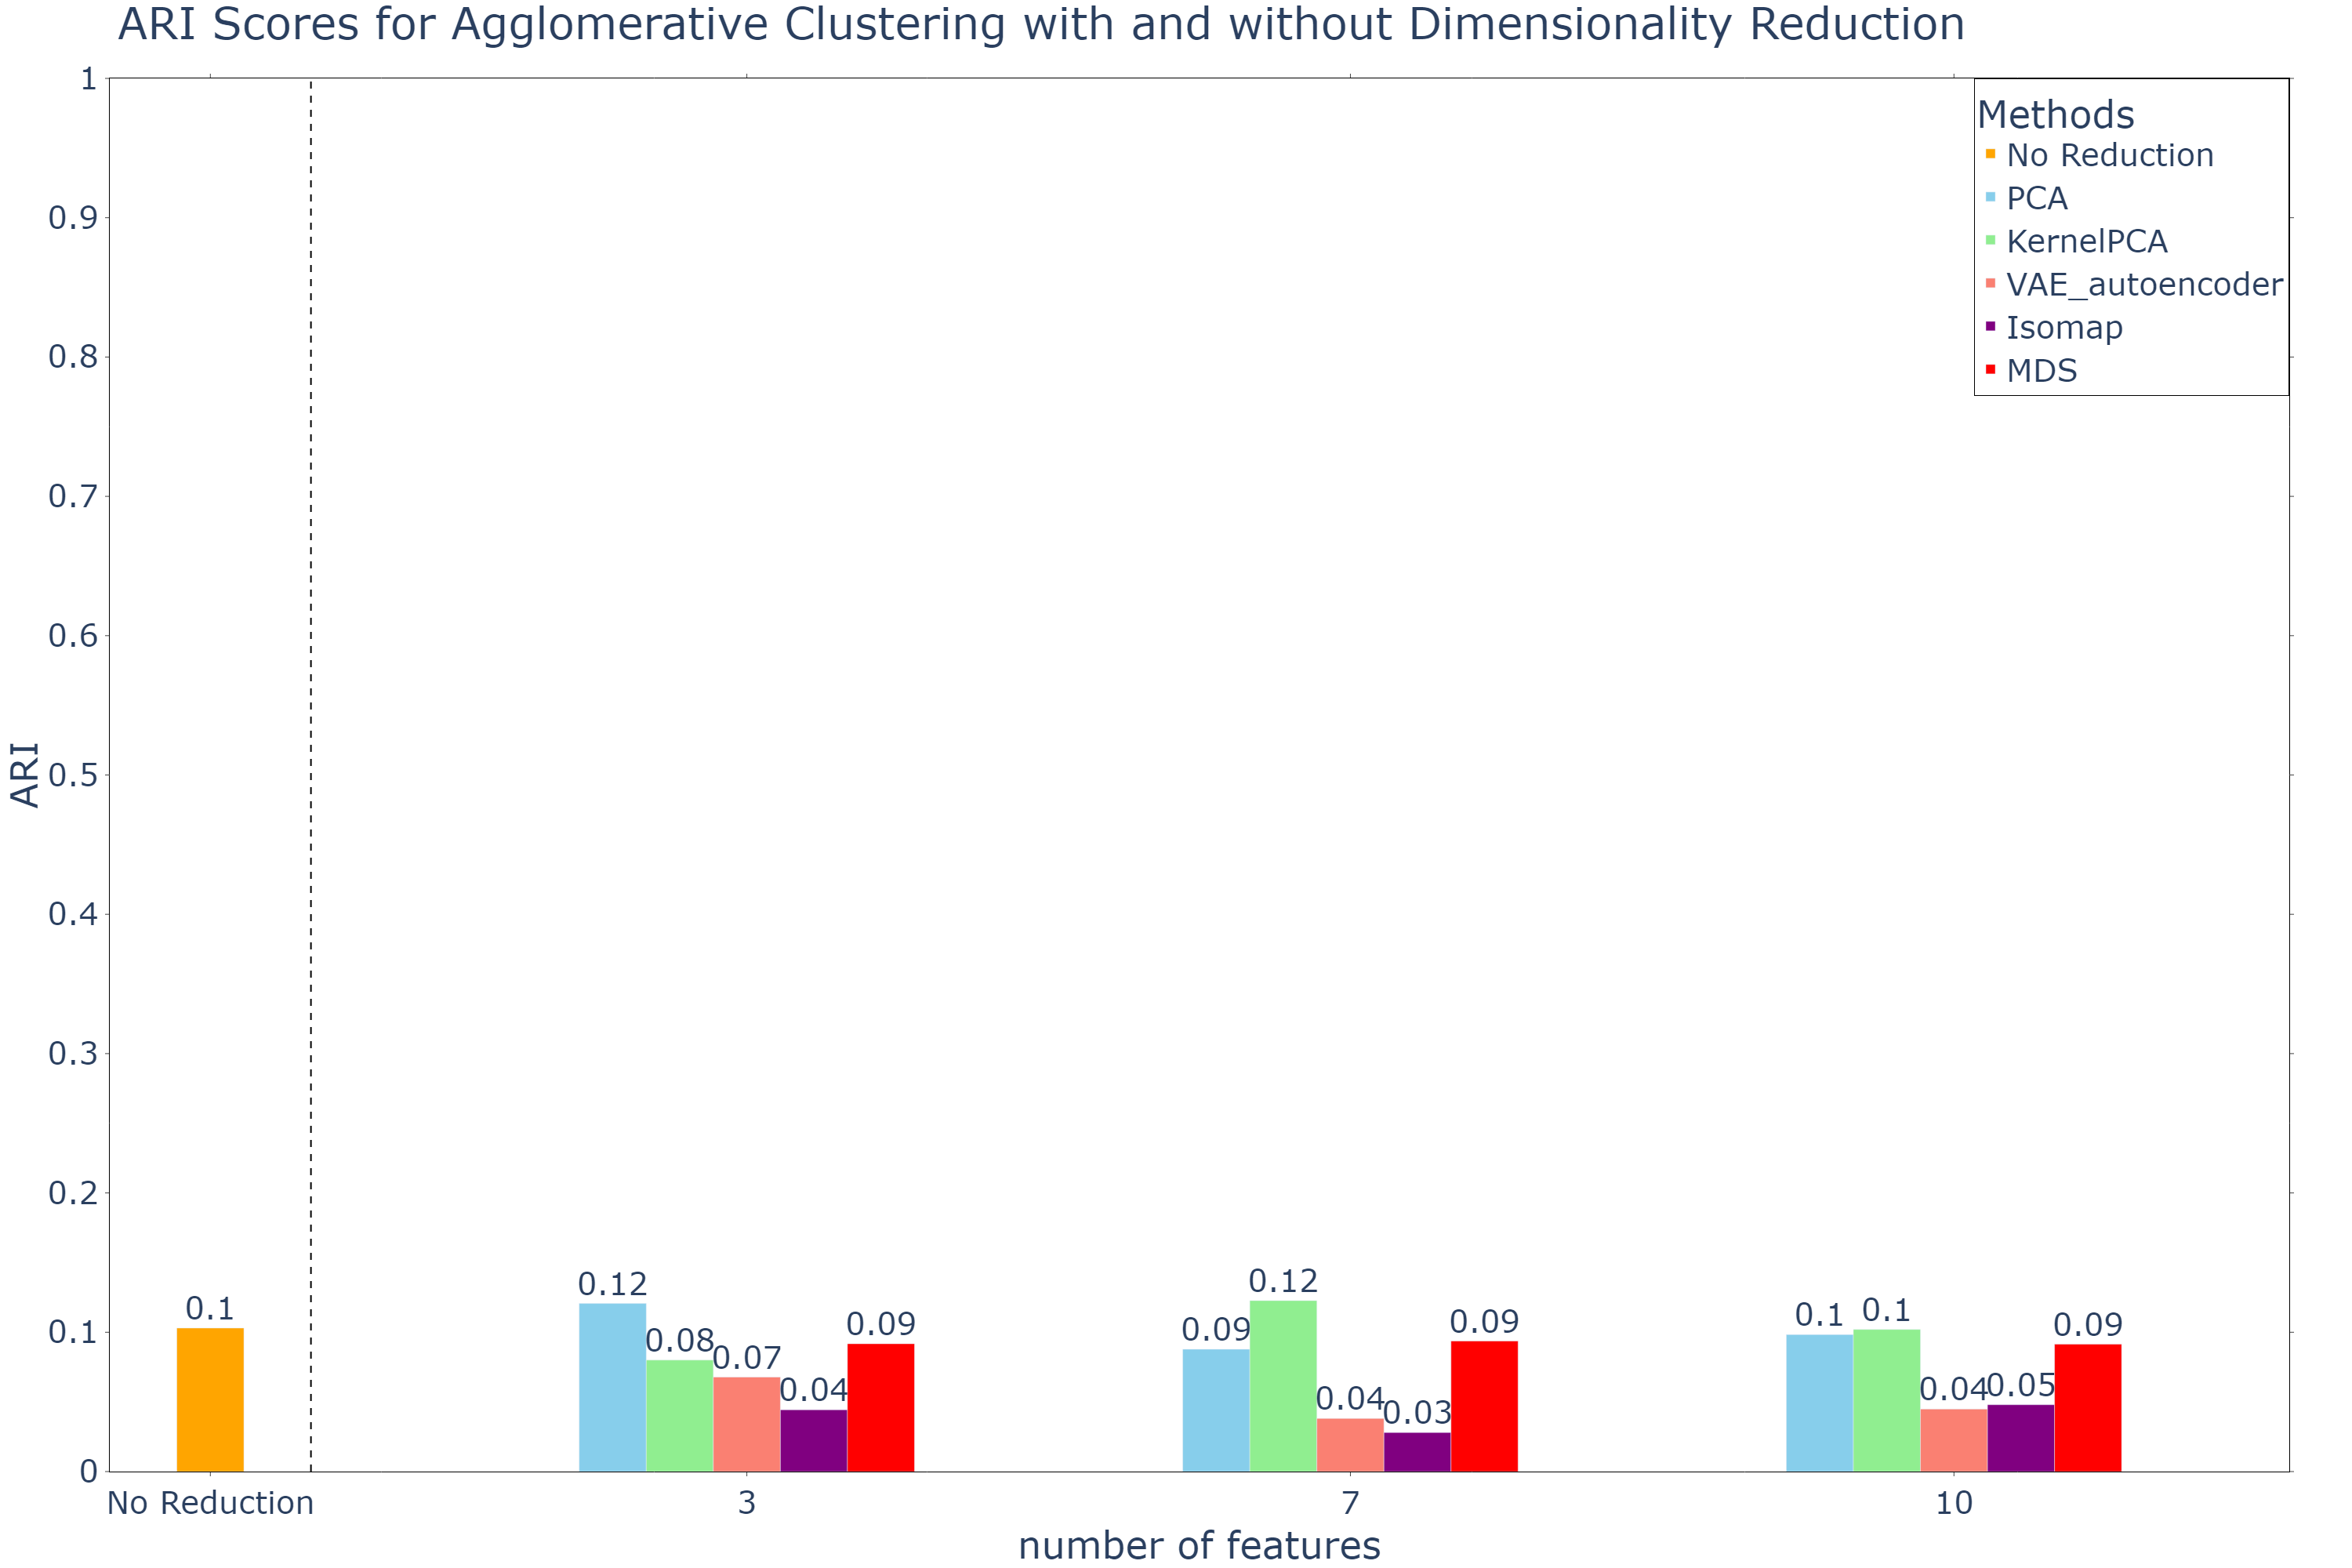 ARI Scores for Agglomerative Clustering with and without Dimensionality Reduction
1
0.9
0.8
0.7
0.6
0.5
0.4
0.3
0.2
0.1
0
ARI
Methods
No Reduction
PCA
KernelPCA
VAE_autoencoder
Isomap
MDS
0.1
0.12
0.08
0.07
0.04
0.09
0.09
0.12
0.04
0.03
0.09
0.1
0.1
0.04
0.05
0.09
No Reduction
3
7
10
number of features